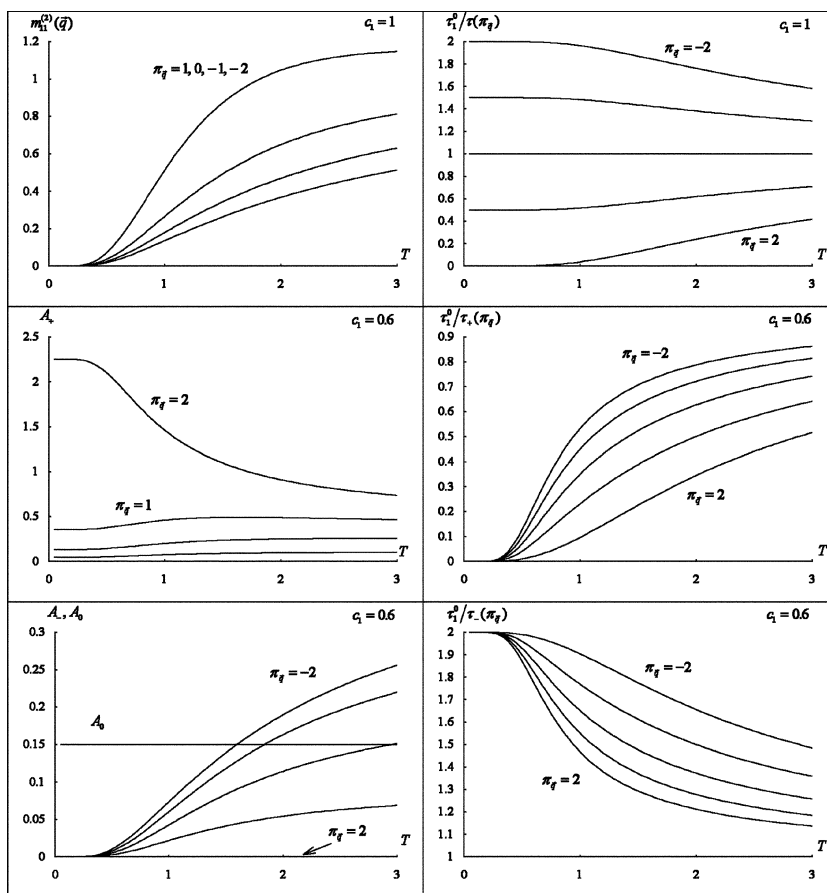 m₁₁⁽²⁾(q⃗) c₁ = 1
1.2
1
0.8
0.6
0.4
0.2
0
π_q⃗ = 1, 0, −1, −2
T
0 1 2 3
τ₁⁰/τ(π_q⃗) c₁ = 1
2
1.8
1.6
1.4
1.2
1
0.8
0.6
0.4
0.2
0
π_q⃗ = −2
π_q⃗ = 2
T
0 1 2 3
A₊ c₁ = 0.6
2.5
2
1.5
1
0.5
0
π_q⃗ = 2
π_q⃗ = 1
T
0 1 2 3
τ₁⁰/τ₊(π_q⃗) c₁ = 0.6
0.9
0.8
0.7
0.6
0.5
0.4
0.3
0.2
0.1
0
π_q⃗ = −2
π_q⃗ = 2
T
0 1 2 3
A₋, A₀ c₁ = 0.6
0.3
0.25
0.2
0.15
0.1
0.05
0
π_q⃗ = −2
A₀
π_q⃗ = 2
T
0 1 2 3
τ₁⁰/τ₋(π_q⃗) c₁ = 0.6
2
1.9
1.8
1.7
1.6
1.5
1.4
1.3
1.2
1.1
1
π_q⃗ = −2
π_q⃗ = 2
T
0 1 2 3